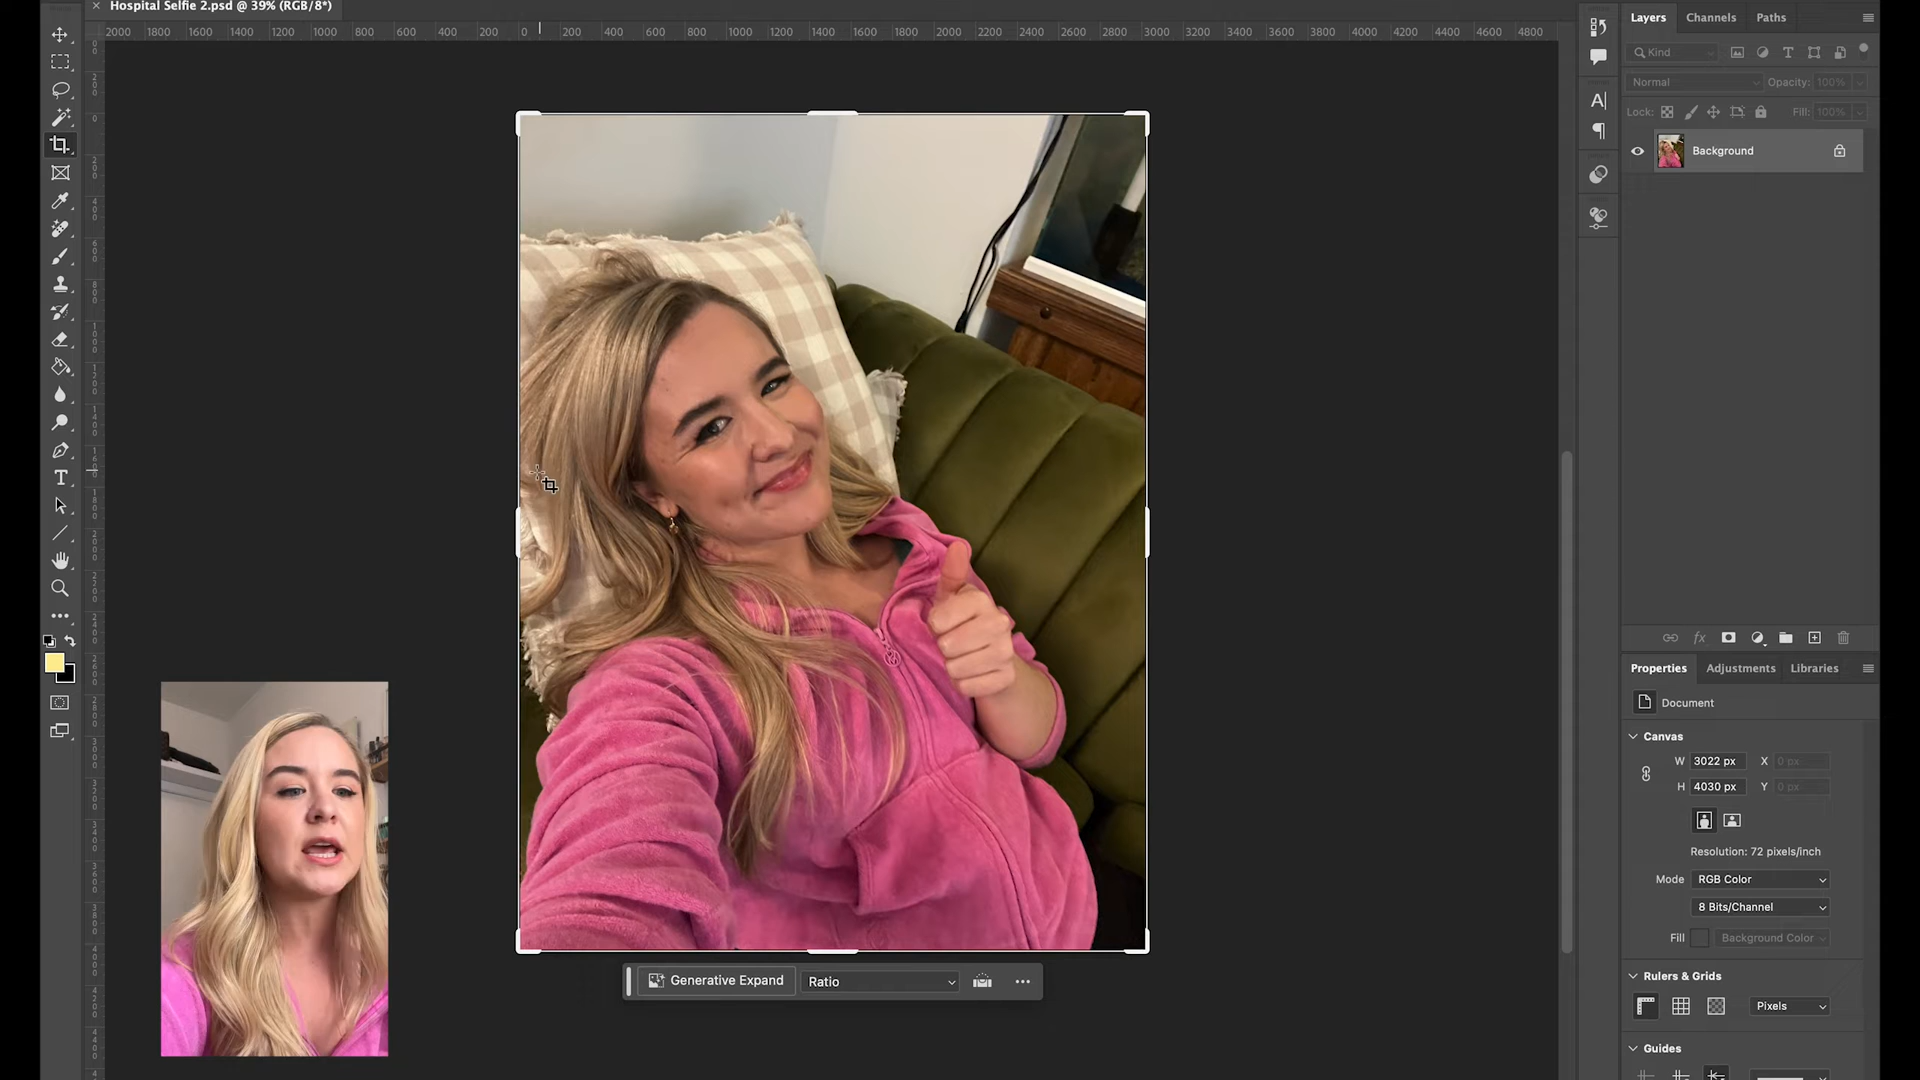 × Hospital Selfie 2.psd @ 39% (RGB/8*)
2000 1800 1600 1400 1200 1000 800 600 400 200 0 200 400 600 800 1000 1200 1400 1600 1800 2000 2200 2400 2600 2800 3000 3200 3400 3600 3800 4000 4200 4400 4600 4800
Layers Channels Paths
Kind
Normal Opacity: 100%
Lock: Fill: 100%
Background
Properties Adjustments Libraries
Document
Canvas
W 3022 px X 0 px
H 4030 px Y 0 px
Resolution: 72 pixels/inch
Mode RGB Color
8 Bits/Channel
Fill Background Color
Rulers & Grids
Pixels
Guides
Generative Expand Ratio